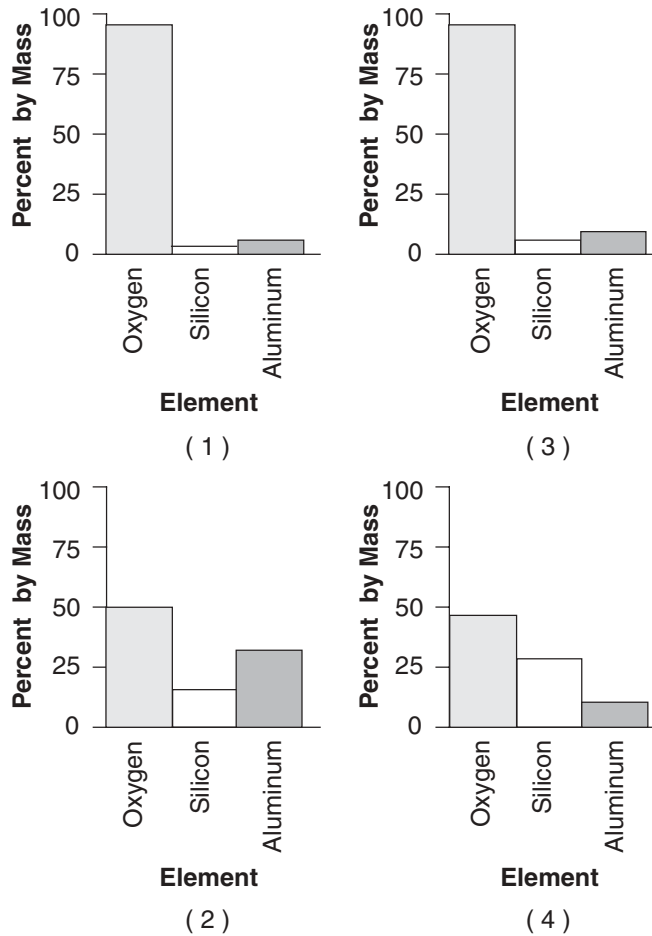 Percent by Mass
100
75
50
25
0
Oxygen
Silicon
Aluminum
Element
( 1 )
Percent by Mass
100
75
50
25
0
Oxygen
Silicon
Aluminum
Element
( 3 )
Percent by Mass
100
75
50
25
0
Oxygen
Silicon
Aluminum
Element
( 2 )
Percent by Mass
100
75
50
25
0
Oxygen
Silicon
Aluminum
Element
( 4 )